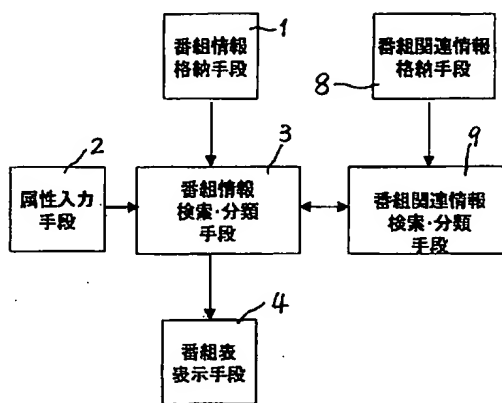 1
番組情報
格納手段
8
番組関連情報
格納手段
2
属性入力
手段
3
番組情報
検索・分類
手段
9
番組関連情報
検索・分類
手段
4
番組表
表示手段